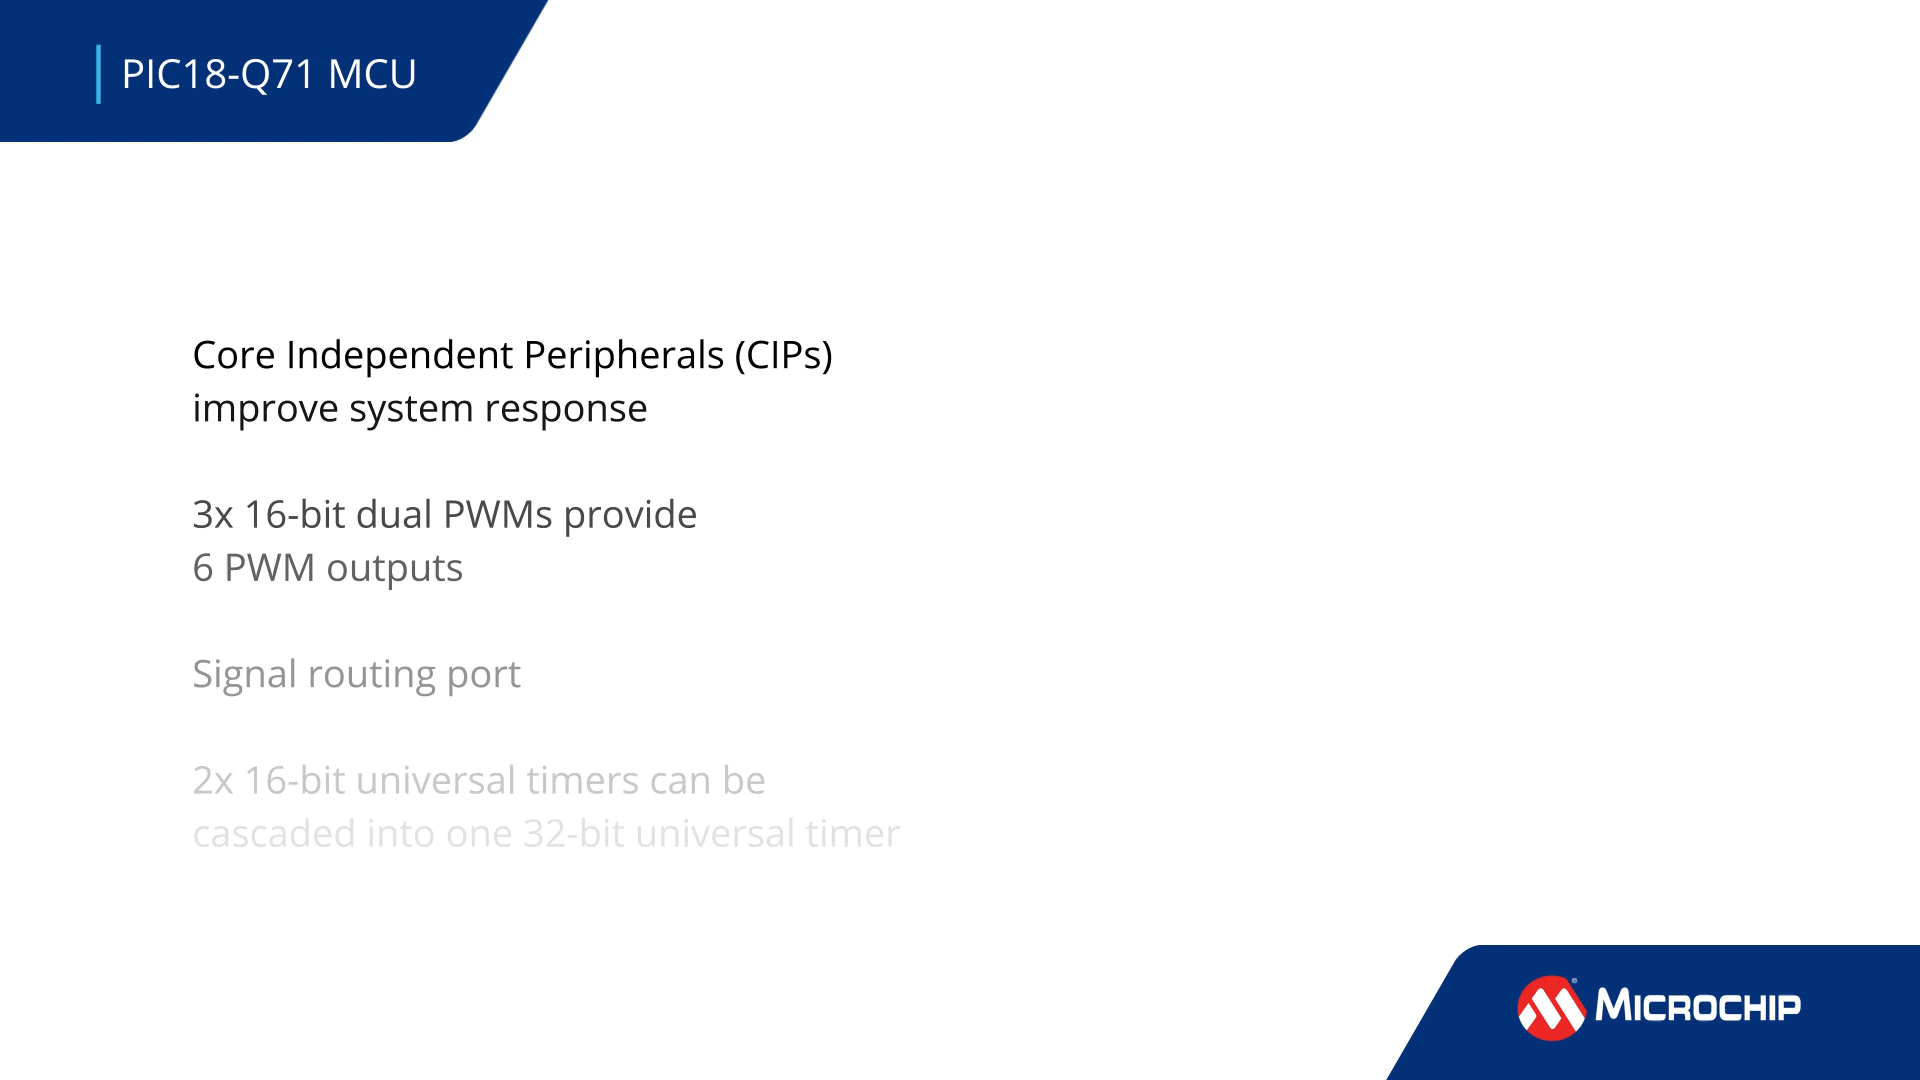 PIC18-Q71 MCU
Core Independent Peripherals (CIPs)
improve system response
3x 16-bit dual PWMs provide
6 PWM outputs
Signal routing port
2x 16-bit universal timers can be
cascaded into one 32-bit universal timer
MICROCHIP